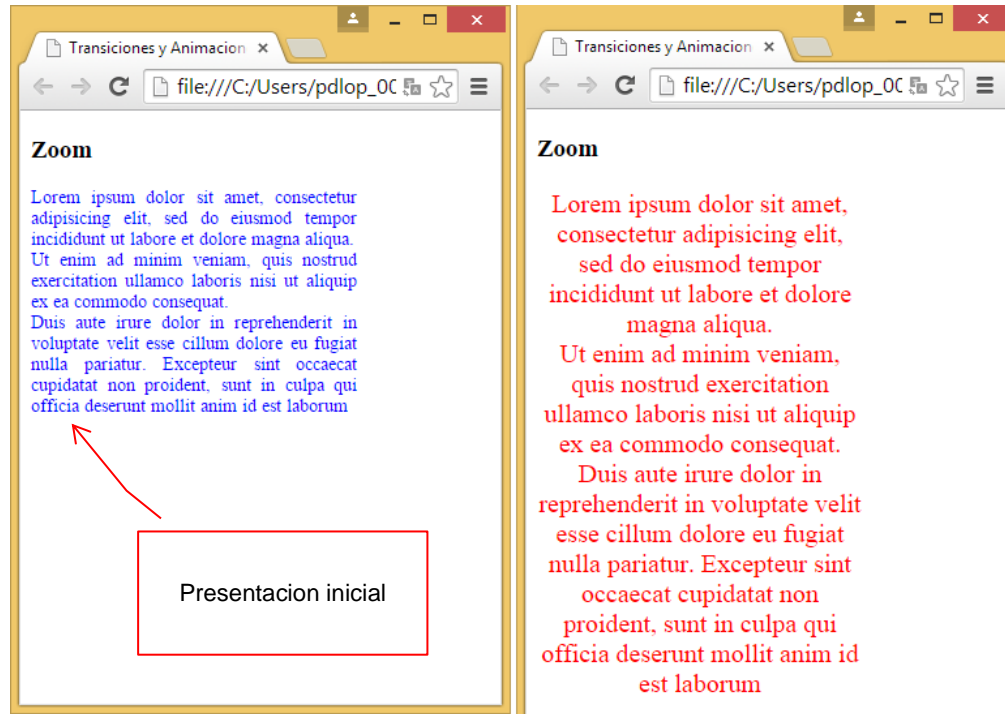 Transiciones y Animacion
file:///C:/Users/pdlop_00
Zoom
Lorem ipsum dolor sit amet, consectetur
adipisicing elit, sed do eiusmod tempor
incididunt ut labore et dolore magna aliqua.
Ut enim ad minim veniam, quis nostrud
exercitation ullamco laboris nisi ut aliquip
ex ea commodo consequat.
Duis aute irure dolor in reprehenderit in
voluptate velit esse cillum dolore eu fugiat
nulla pariatur. Excepteur sint occaecat
cupidatat non proident, sunt in culpa qui
officia deserunt mollit anim id est laborum
Presentacion inicial
Transiciones y Animacion
file:///C:/Users/pdlop_00
Zoom
Lorem ipsum dolor sit amet,
consectetur adipisicing elit,
sed do eiusmod tempor
incididunt ut labore et dolore
magna aliqua.
Ut enim ad minim veniam,
quis nostrud exercitation
ullamco laboris nisi ut aliquip
ex ea commodo consequat.
Duis aute irure dolor in
reprehenderit in voluptate velit
esse cillum dolore eu fugiat
nulla pariatur. Excepteur sint
occaecat cupidatat non
proident, sunt in culpa qui
officia deserunt mollit anim id
est laborum